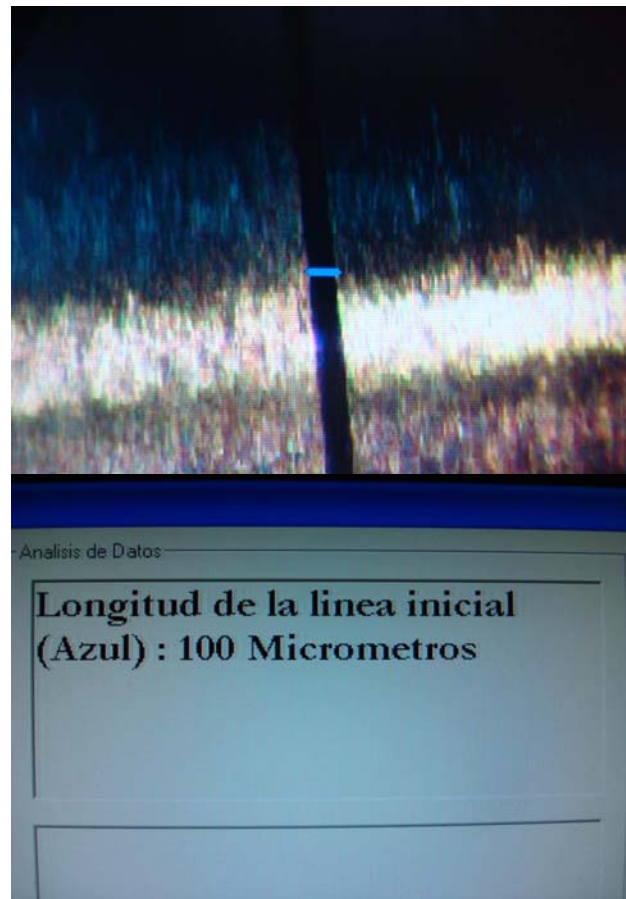 Analisis de Datos
Longitud de la linea inicial
(Azul) : 100 Micrometros